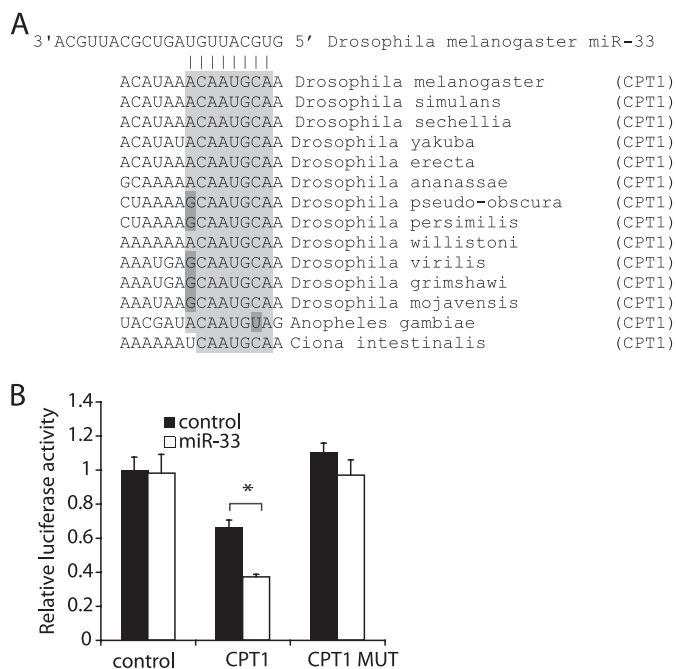 A
3'ACGUUACGCUGAUGUUACGUG 5′ Drosophila melanogaster miR-33
ACAUAAACAAUGCAA Drosophila melanogaster (CPT1)
ACAUAAACAAUGCAA Drosophila simulans (CPT1)
ACAUAAACAAUGCAA Drosophila sechellia (CPT1)
ACAUAUACAAUGCAA Drosophila yakuba (CPT1)
ACAUAAACAAUGCAA Drosophila erecta (CPT1)
GCAAAAACAAUGCAA Drosophila ananassae (CPT1)
CUAAAAGCAAUGCAA Drosophila pseudo-obscura (CPT1)
CUAAAAGCAAUGCAA Drosophila persimilis (CPT1)
AAAAAAACAAUGCAA Drosophila willistoni (CPT1)
AAAUGAGCAAUGCAA Drosophila virilis (CPT1)
AAAUGAGCAAUGCAA Drosophila grimshawi (CPT1)
AAAUAAGCAAUGCAA Drosophila mojavensis (CPT1)
UACGAUACAAUGUAG Anopheles gambiae (CPT1)
AAAAAAUCAAUGCAA Ciona intestinalis (CPT1)
B
Relative luciferase activity
1.4
1.2
1
0.8
0.6
0.4
0.2
0
control
miR-33
*
control CPT1 CPT1 MUT